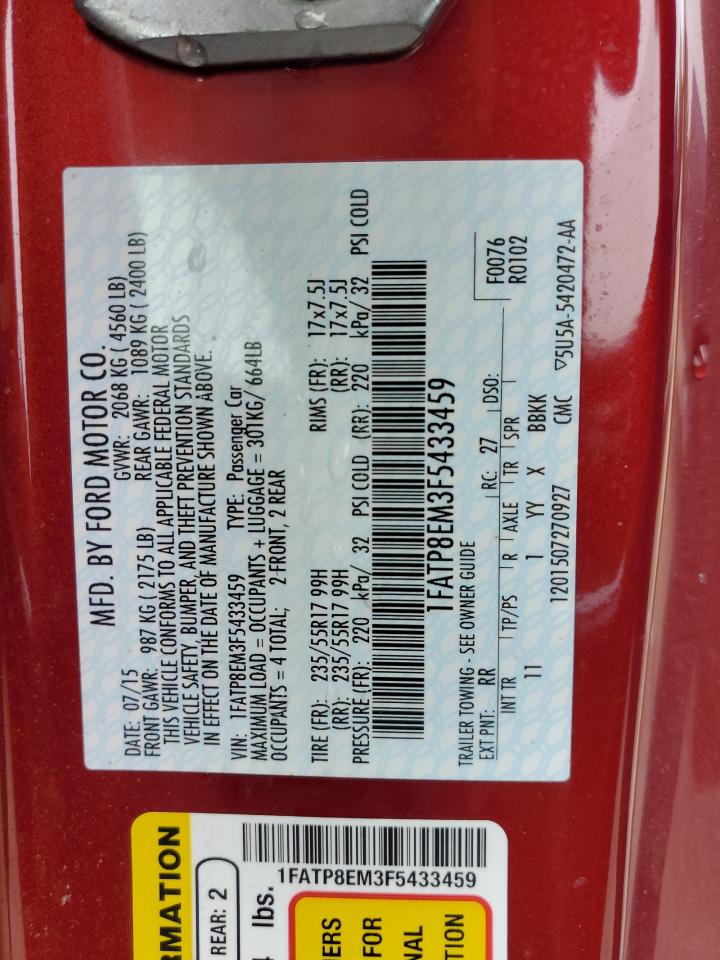 MFD. BY FORD MOTOR CO.
DATE: 07/15 GVWR: 2068 KG ( 4560 LB)
FRONT GAWR: 987 KG ( 2175 LB) REAR GAWR: 1089 KG ( 2400 LB)
THIS VEHICLE CONFORMS TO ALL APPLICABLE FEDERAL MOTOR
VEHICLE SAFETY, BUMPER, AND THEFT PREVENTION STANDARDS
IN EFFECT ON THE DATE OF MANUFACTURE SHOWN ABOVE.
VIN: 1FATP8EM3F5433459 TYPE: Passenger Car
MAXIMUM LOAD = OCCUPANTS + LUGGAGE = 301KG/ 664LB
OCCUPANTS = 4 TOTAL; 2-FRONT, 2 REAR
TIRE (FR): 235/55R17 99H RIMS (FR): 17x7.5J
(RR): 235/55R17 99H (RR): 17x7.5J
PRESSURE (FR): 220 kPa/ 32 PSI COLD (RR): 220 kPa/ 32 PSI COLD
1FATP8EM3F5433459
TRAILER TOWING - SEE OWNER GUIDE F0076
EXT PNT: RR RC: 27 DSO: R0102
INT TR TP/PS R AXLE TR SPR
11 1 YY X BBKK
1201507270927 CMC ▽5U5A-5420472-AA
RMATION
REAR: 2
lbs.
1FATP8EM3F5433459
ERS
FOR
NAL
TION